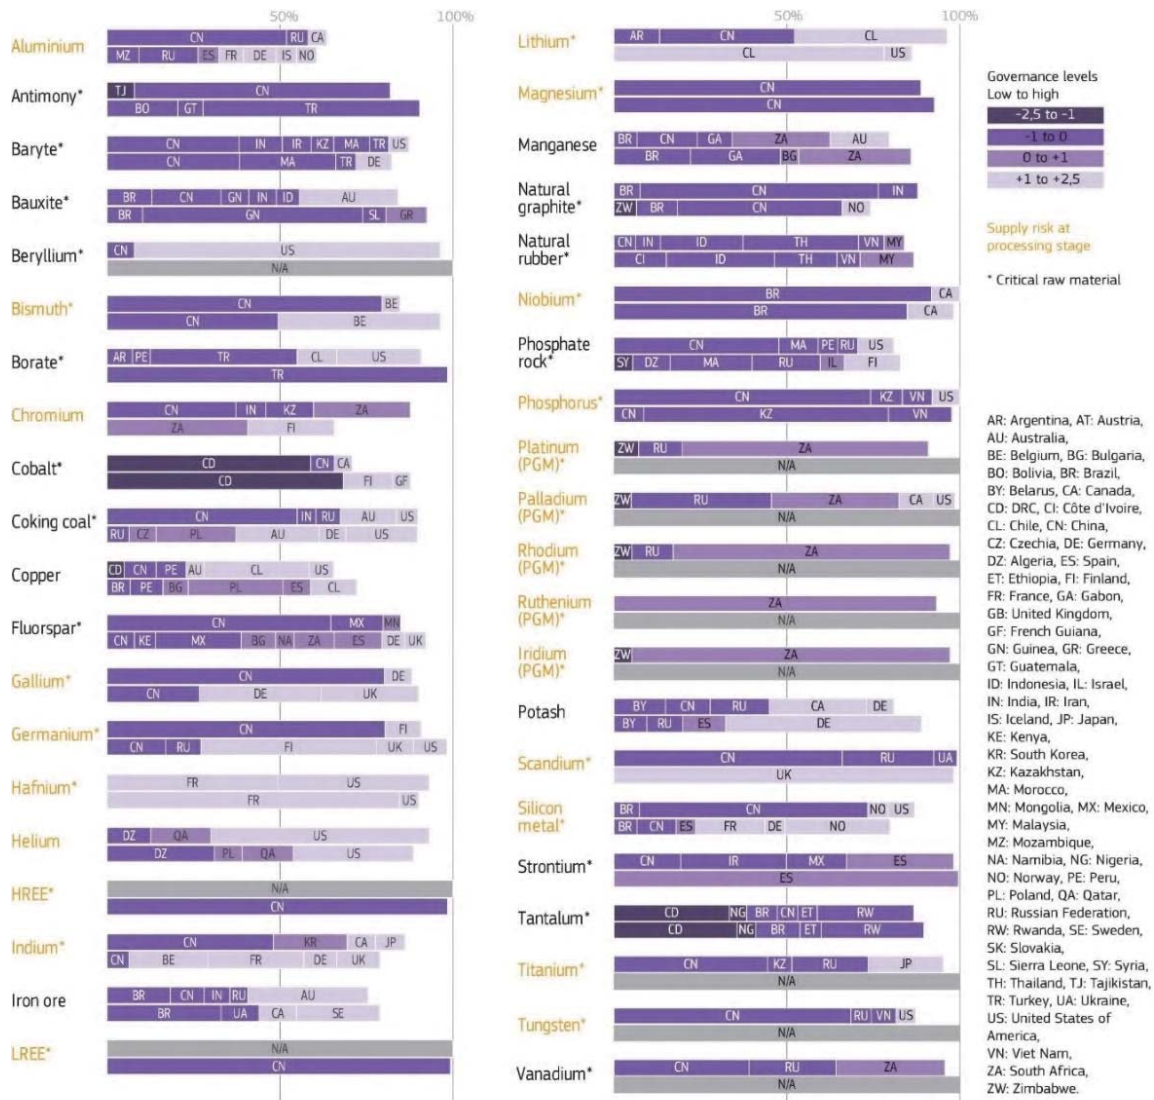 50%
100%
Aluminium
CN RU CA
MZ RU ES FR DE IS NO
Antimony*
TJ CN
BO GT TR
Baryte*
CN IN IR KZ MA TR US
CN MA TR DE
Bauxite*
BR CN GN IN ID AU
BR GN SL GR
Beryllium*
CN US
N/A
Bismuth*
CN BE
CN BE
Borate*
AR PE TR CL US
TR
Chromium
CN IN KZ ZA
ZA FI
Cobalt*
CD CN CA
CD FI GF
Coking coal*
CN IN RU AU US
RU CZ PL AU DE US
Copper
CD CN PE AU CL US
BR PE BG PL ES CL
Fluorspar*
CN MX MN
CN KE MX BG NA ZA ES DE UK
Gallium*
CN DE
CN DE UK
Germanium*
CN FI
CN RU FI UK US
Hafnium*
FR US
FR US
Helium
DZ QA US
DZ PL QA US
HREE*
N/A
CN
Indium*
CN KR CA JP
CN BE FR DE UK
Iron ore
BR CN IN RU AU
BR UA CA SE
LREE*
N/A
CN
50%
100%
Lithium*
AR CN CL
CL US
Magnesium*
CN
CN
Manganese
BR CN GA ZA AU
BR GA BG ZA
Natural
graphite*
BR CN IN
ZW BR CN NO
Natural
rubber*
CN IN ID TH VN MY
CI ID TH VN MY
Niobium*
BR CA
BR CA
Phosphate
rock*
CN MA PE RU US
SY DZ MA RU IL FI
Phosphorus*
CN KZ VN US
CN KZ VN
Platinum
(PGM)*
ZW RU ZA
N/A
Palladium
(PGM)*
ZW RU ZA CA US
N/A
Rhodium
(PGM)*
ZW RU ZA
N/A
Ruthenium
(PGM)*
ZA
N/A
Iridium
(PGM)*
ZW ZA
N/A
Potash
BY CN RU CA DE
BY RU ES DE
Scandium*
CN RU UA
UK
Silicon
metal*
BR CN NO US
BR CN ES FR DE NO
Strontium*
CN IR MX ES
ES
Tantalum*
CD NG BR CN ET RW
CD NG BR ET RW
Titanium*
CN KZ RU JP
N/A
Tungsten*
CN RU VN US
N/A
Vanadium*
CN RU ZA
N/A
Governance levels
Low to high
-2,5 to -1
-1 to 0
0 to +1
+1 to +2,5
Supply risk at
processing stage
* Critical raw material
AR: Argentina, AT: Austria,
AU: Australia,
BE: Belgium, BG: Bulgaria,
BO: Bolivia, BR: Brazil,
BY: Belarus, CA: Canada,
CD: DRC, CI: Côte d'Ivoire,
CL: Chile, CN: China,
CZ: Czechia, DE: Germany,
DZ: Algeria, ES: Spain,
ET: Ethiopia, FI: Finland,
FR: France, GA: Gabon,
GB: United Kingdom,
GF: French Guiana,
GN: Guinea, GR: Greece,
GT: Guatemala,
ID: Indonesia, IL: Israel,
IN: India, IR: Iran,
IS: Iceland, JP: Japan,
KE: Kenya,
KR: South Korea,
KZ: Kazakhstan,
MA: Morocco,
MN: Mongolia, MX: Mexico,
MY: Malaysia,
MZ: Mozambique,
NA: Namibia, NG: Nigeria,
NO: Norway, PE: Peru,
PL: Poland, QA: Qatar,
RU: Russian Federation,
RW: Rwanda, SE: Sweden,
SK: Slovakia,
SL: Sierra Leone, SY: Syria,
TH: Thailand, TJ: Tajikistan,
TR: Turkey, UA: Ukraine,
US: United States of
America,
VN: Viet Nam,
ZA: South Africa,
ZW: Zimbabwe.